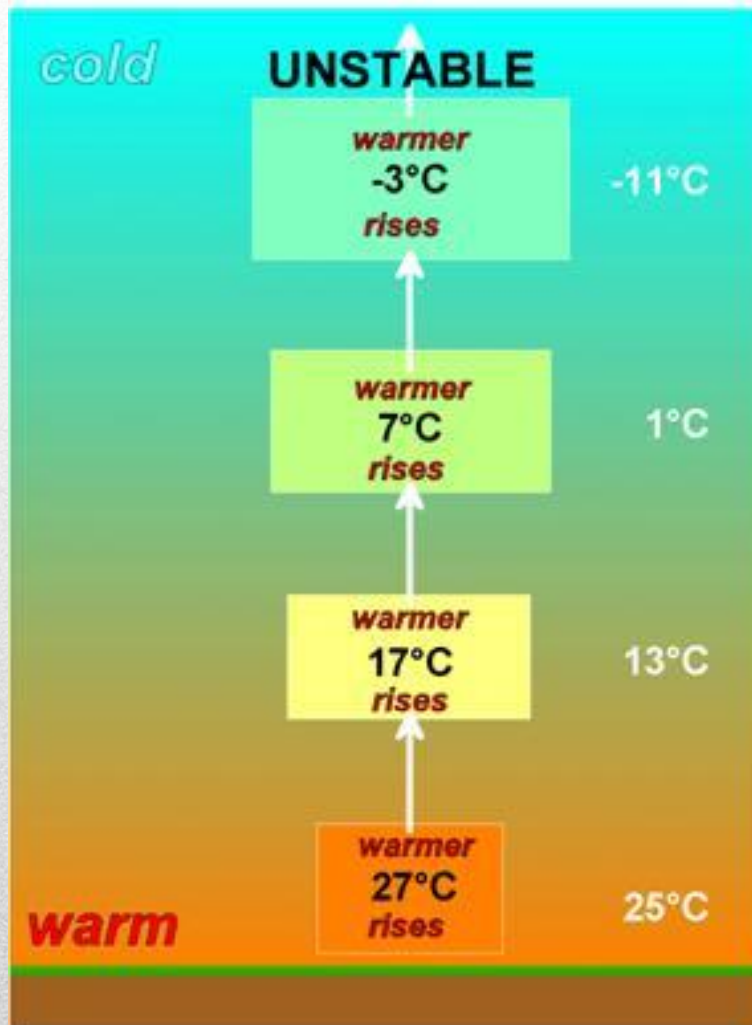 cold
UNSTABLE
warmer
-3°C
rises
-11°C
warmer
7°C
rises
1°C
warmer
17°C
rises
13°C
warmer
27°C
rises
25°C
warm